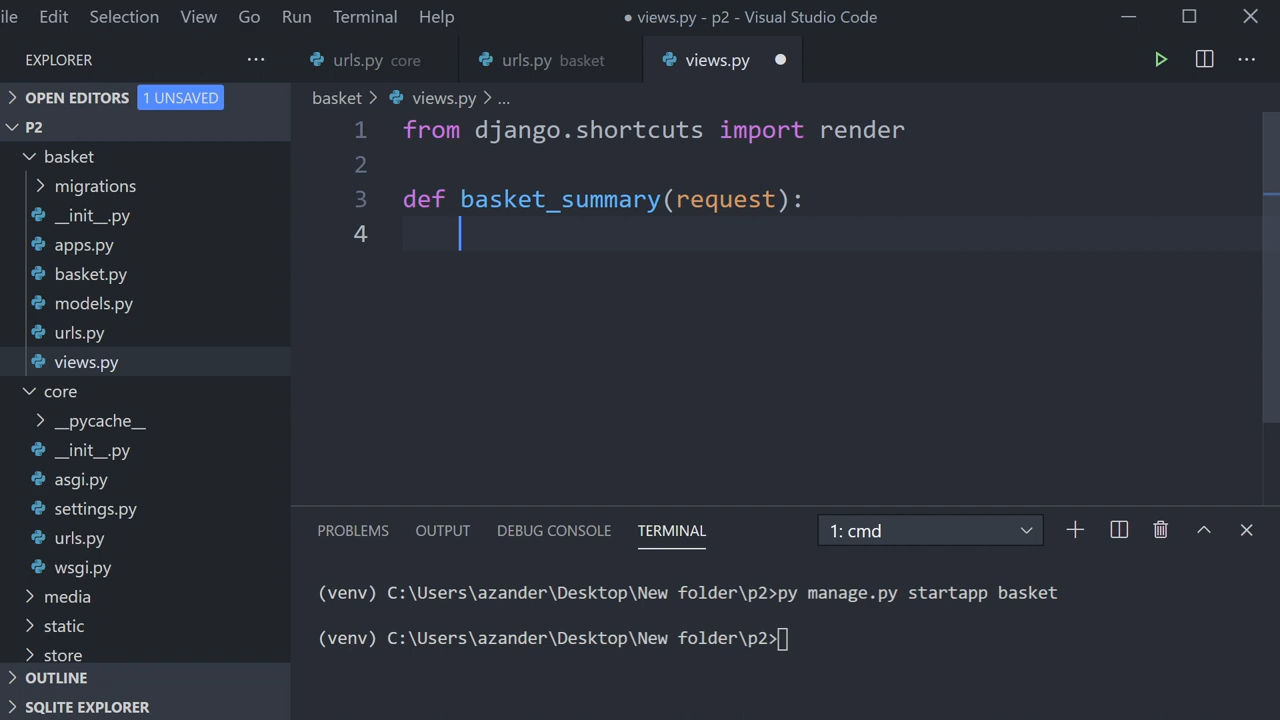 ile Edit Selection View Go Run Terminal Help ● views.py - p2 - Visual Studio Code
EXPLORER ...
urls.py core urls.py basket views.py
OPEN EDITORS 1 UNSAVED
basket > views.py > ...
P2
basket
migrations
__init__.py
apps.py
basket.py
models.py
urls.py
views.py
core
__pycache__
__init__.py
asgi.py
settings.py
urls.py
wsgi.py
media
static
store
OUTLINE
SQLITE EXPLORER
1 from django.shortcuts import render
2
3 def basket_summary(request):
4
PROBLEMS OUTPUT DEBUG CONSOLE TERMINAL 1: cmd
(venv) C:\Users\azander\Desktop\New folder\p2>py manage.py startapp basket
(venv) C:\Users\azander\Desktop\New folder\p2>